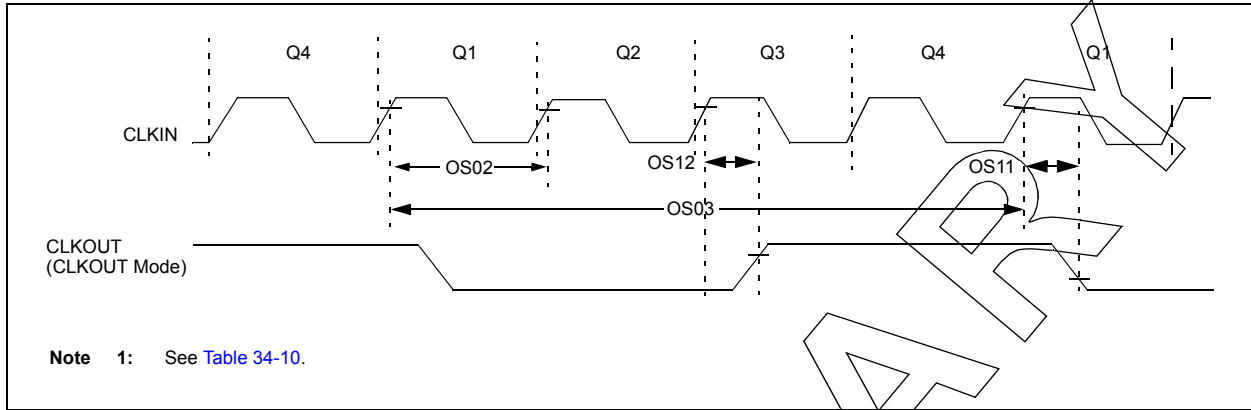 Q4 Q1 Q2 Q3 Q4 Q1
CLKIN
OS02
OS12
OS11
OS03
CLKOUT
(CLKOUT Mode)
Note 1: See Table 34-10.
A R Y